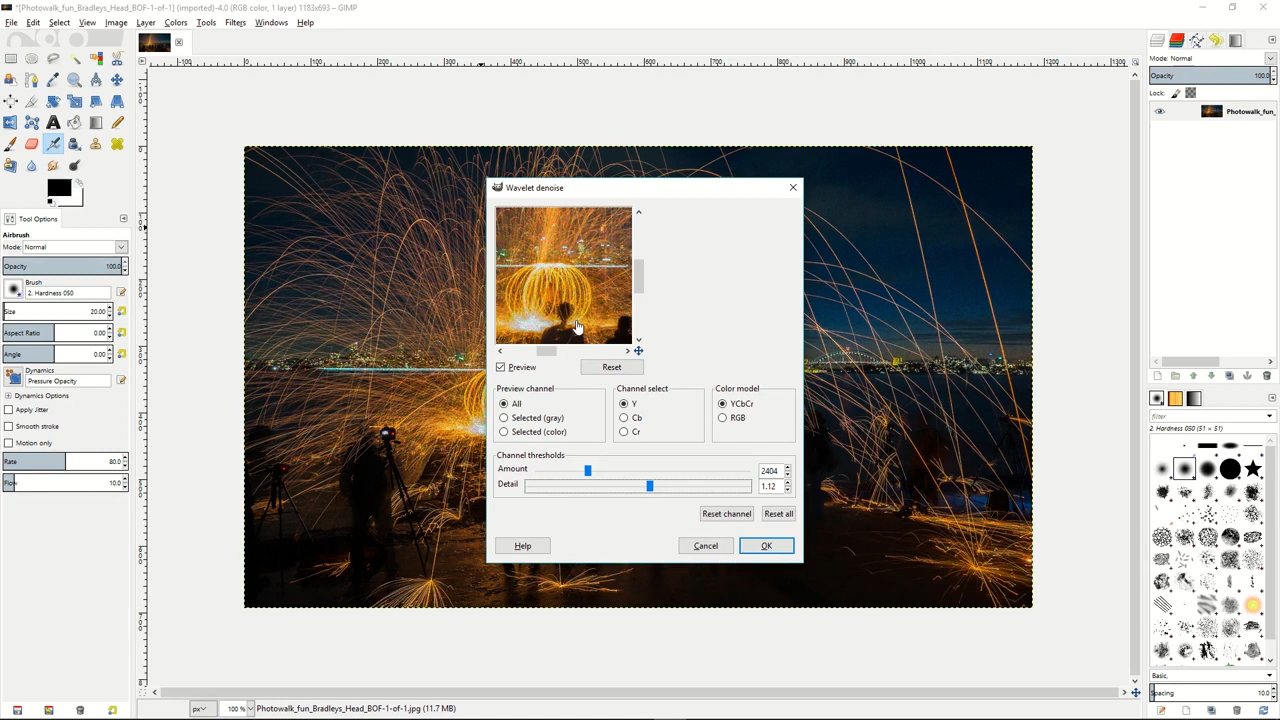 *[Photowalk_fun_Bradleys_Head_BOF-1-of-1] (imported)-4.0 (RGB color, 1 layer) 1183x693 – GIMP
File Edit Select View Image Layer Colors Tools Filters Windows Help
Mode: Normal
Opacity 100.0
Lock:
Photowalk_fun_
Tool Options
Airbrush
Mode: Normal
Opacity 100.0
Brush
2. Hardness 050
Size 20.00
Aspect Ratio 0.00
Angle 0.00
Dynamics
Pressure Opacity
Dynamics Options
Apply Jitter
Smooth stroke
Motion only
Rate 80.0
Flow 10.0
Wavelet denoise
Preview
Reset
Preview channel Channel select Color model
All Y YCbCr
Selected (gray) Cb RGB
Selected (color) Cr
Channel thresholds
Amount 2404
Detail 1.12
Reset channel Reset all
Help Cancel OK
filter
2. Hardness 050 (51 × 51)
Basic,
Spacing 10.0
px 100 % Photowalk_fun_Bradleys_Head_BOF-1-of-1.jpg (11.7 MB)